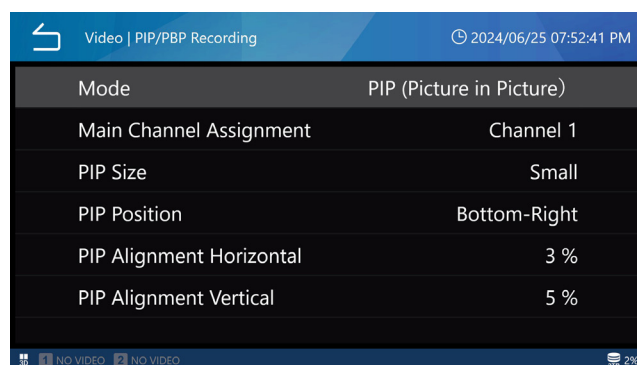 Video | PIP/PBP Recording 2024/06/25 07:52:41 PM
Mode PIP (Picture in Picture）
Main Channel Assignment Channel 1
PIP Size Small
PIP Position Bottom-Right
PIP Alignment Horizontal 3 %
PIP Alignment Vertical 5 %
3D 1 NO VIDEO 2 NO VIDEO 2%